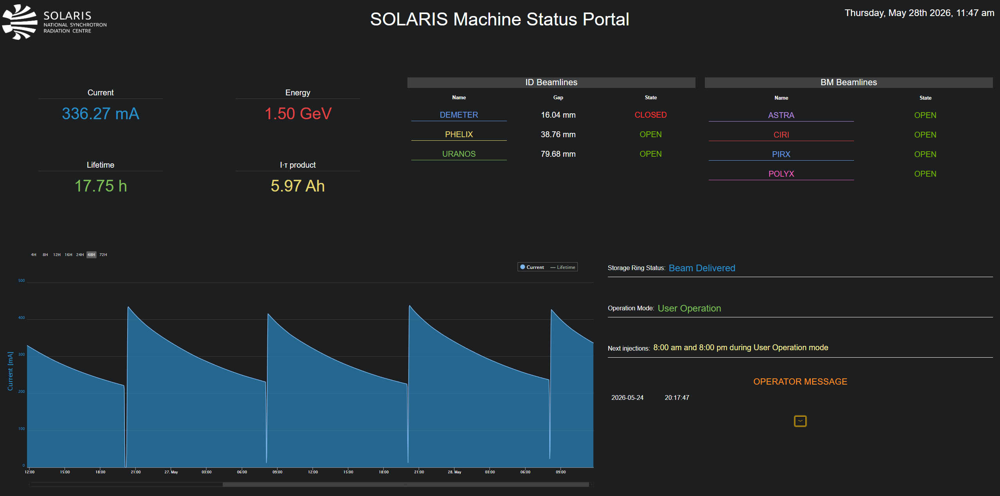 SOLARIS
NATIONAL SYNCHROTRON
RADIATION CENTRE
SOLARIS Machine Status Portal
Thursday, May 28th 2026, 11:47 am
Current
336.27 mA
Energy
1.50 GeV
Lifetime
17.75 h
I·τ product
5.97 Ah
ID Beamlines
Name Gap State
DEMETER 16.04 mm CLOSED
PHELIX 38.76 mm OPEN
URANOS 79.68 mm OPEN
BM Beamlines
Name State
ASTRA OPEN
CIRI OPEN
PIRX OPEN
POLYX OPEN
4H 8H 12H 16H 24H 48H 72H
Current Lifetime
Current [mA]
500
400
300
200
100
0
12:00 15:00 18:00 21:00 27. May 03:00 06:00 09:00 12:00 15:00 18:00 21:00 28. May 03:00 06:00 09:00
Storage Ring Status: Beam Delivered
Operation Mode: User Operation
Next injections: 8:00 am and 8:00 pm during User Operation mode
OPERATOR MESSAGE
2026-05-24 20:17:47